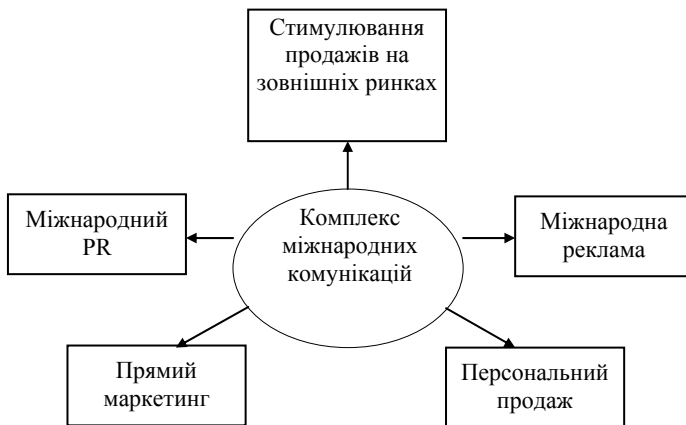 Стимулювання
продажів на
зовнішніх ринках
Міжнародний
PR
Комплекс
міжнародних
комунікацій
Міжнародна
реклама
Прямий
маркетинг
Персональний
продаж